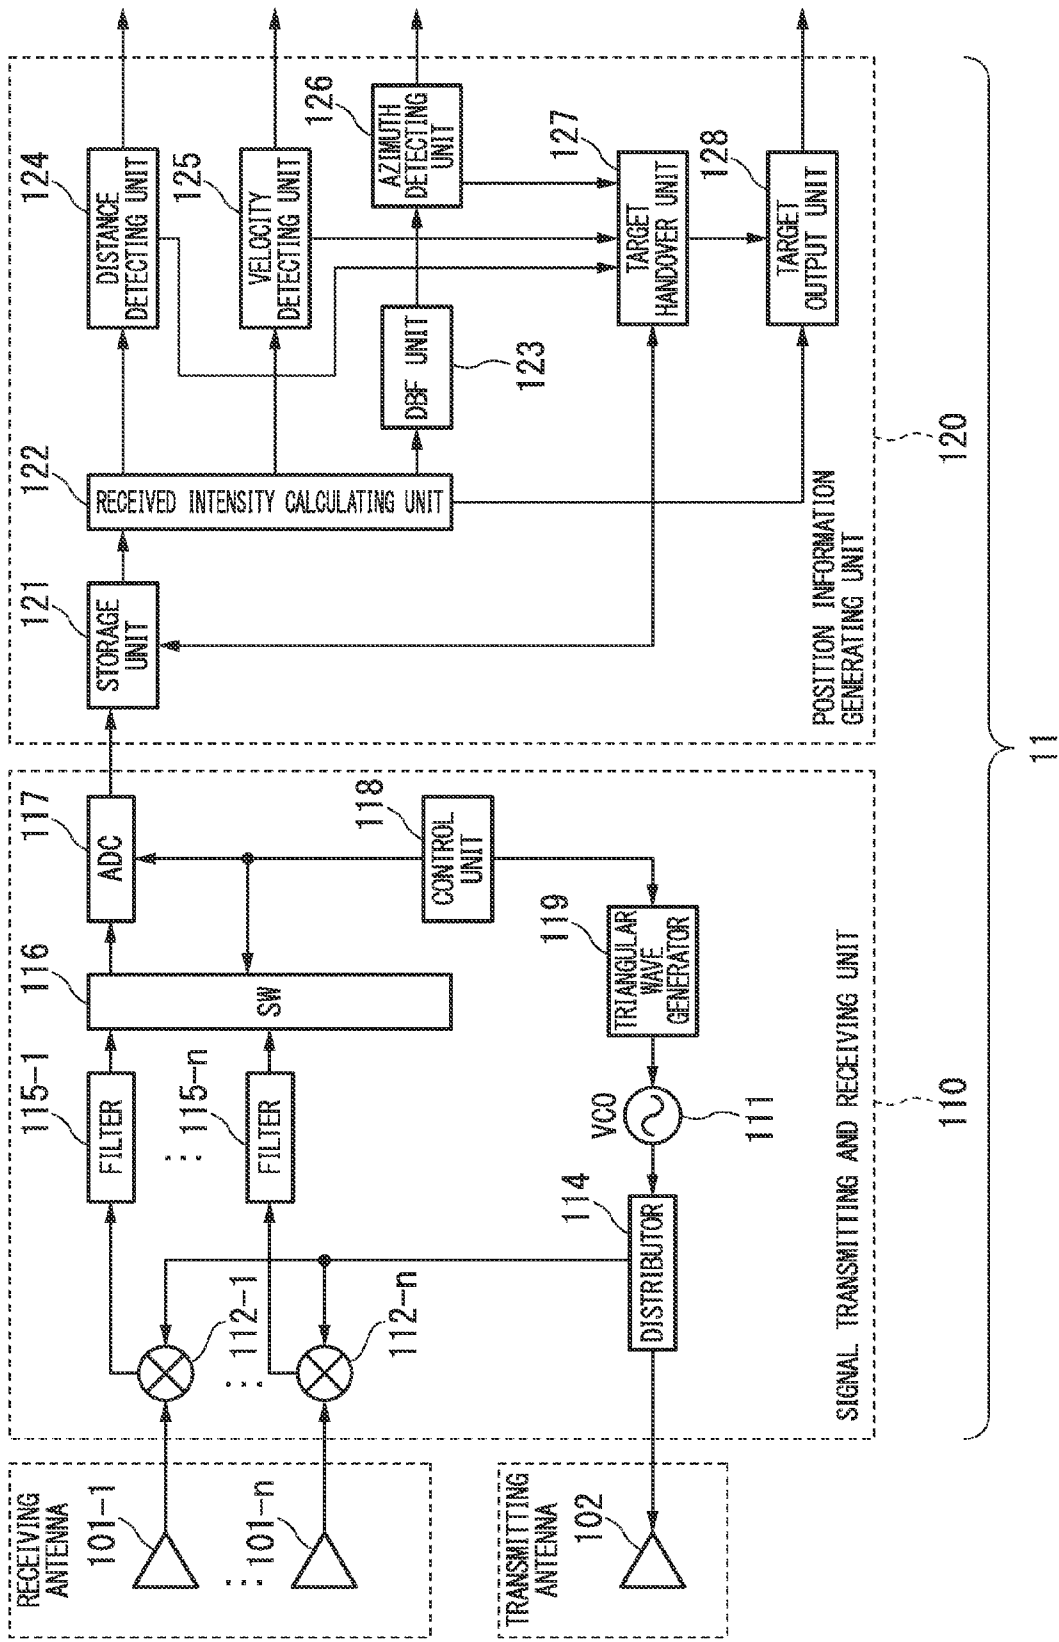 RECEIVING
ANTENNA
101-1
⋮
101-n
TRANSMITTING
ANTENNA
102
112-1
⋮
112-n
115-1
FILTER
⋮
115-n
FILTER
116
SW
117
ADC
118
CONTROL
UNIT
119
TRIANGULAR
WAVE
GENERATOR
VCO
111
114
DISTRIBUTOR
SIGNAL TRANSMITTING AND RECEIVING UNIT
110
121
STORAGE
UNIT
122
RECEIVED INTENSITY CALCULATING UNIT
124
DISTANCE
DETECTING UNIT
125
VELOCITY
DETECTING UNIT
DBF UNIT
123
126
AZIMUTH
DETECTING
UNIT
127
TARGET
HANDOVER UNIT
128
TARGET
OUTPUT UNIT
POSITION INFORMATION
GENERATING UNIT
120
11